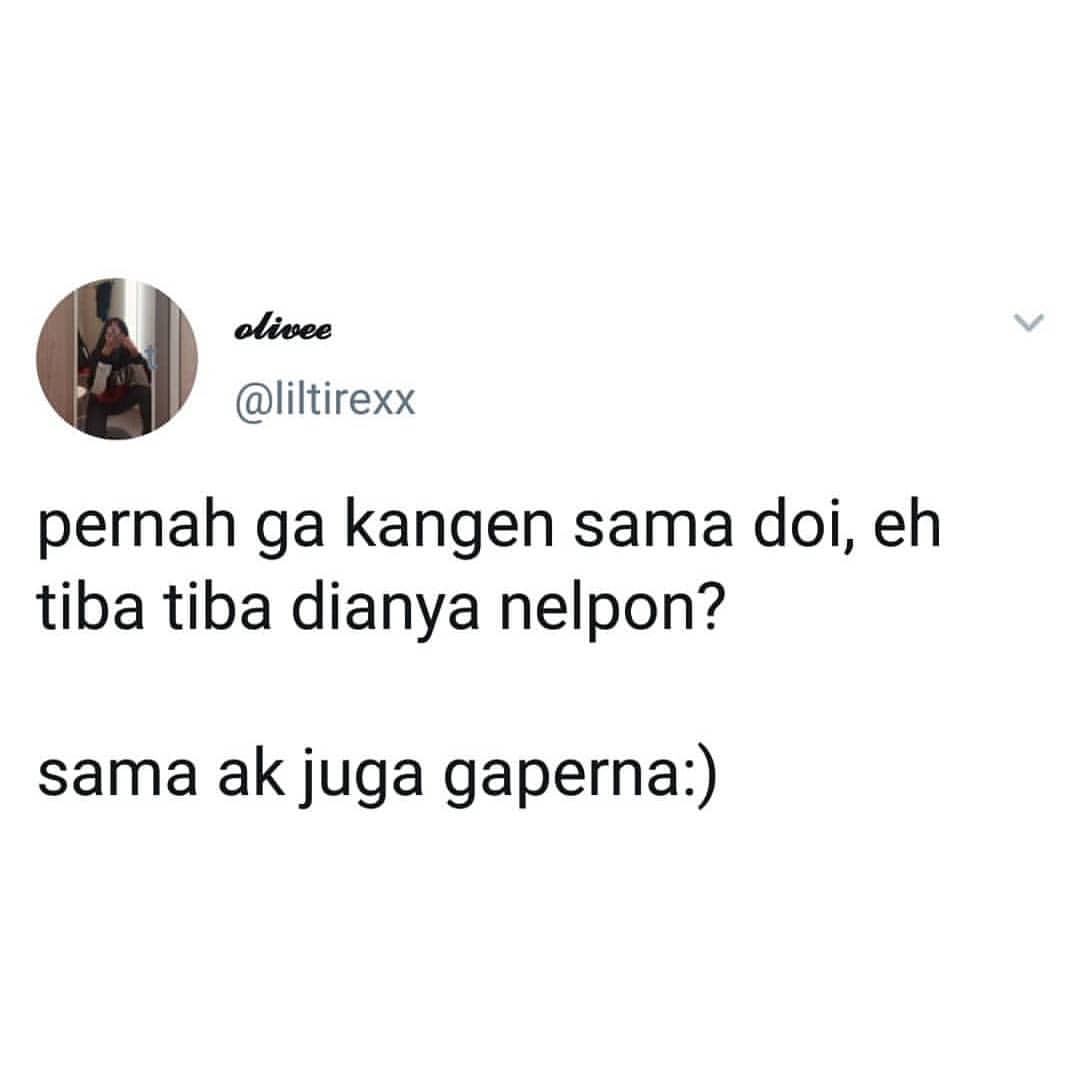 olivee
@liltirexx
pernah ga kangen sama doi, eh
tiba tiba dianya nelpon?
sama ak juga gaperna:)